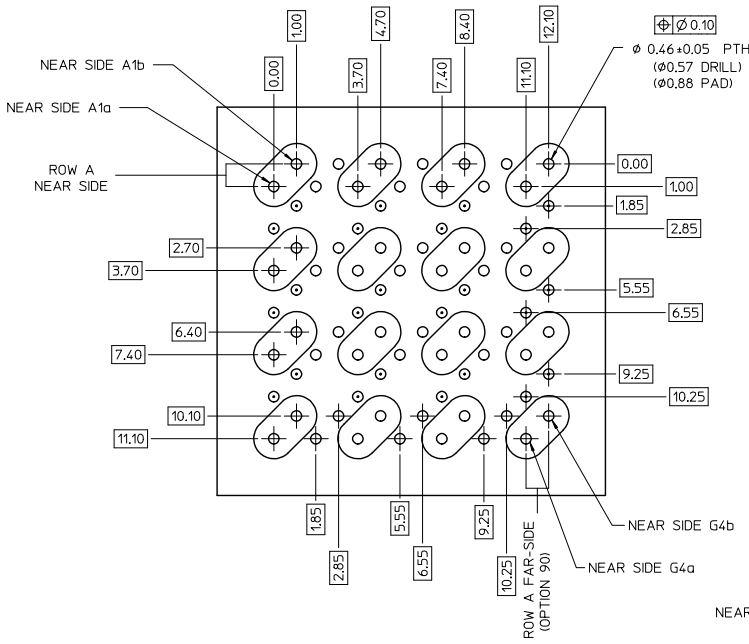 0.00
1.00
3.70
4.70
7.40
8.40
11.10
12.10
⌖ Ø 0.10
Ø 0.46±0.05 PTH
(Ø0.57 DRILL)
(Ø0.88 PAD)
NEAR SIDE A1b
NEAR SIDE A1a
ROW A
NEAR SIDE
0.00
1.00
1.85
2.85
2.70
3.70
5.55
6.55
6.40
7.40
9.25
10.25
10.10
11.10
1.85
2.85
5.55
6.55
9.25
10.25
ROW A FAR-SIDE
(OPTION 90)
NEAR SIDE G4b
NEAR SIDE G4a
NEAR